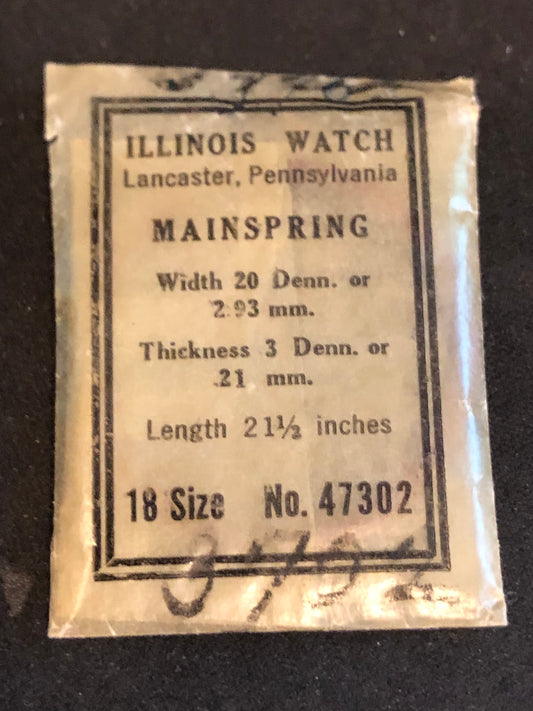 ILLINOIS WATCH
Lancaster, Pennsylvania
MAINSPRING
Width 20 Denn. or
2.93 mm.
Thickness 3 Denn. or
.21 mm.
Length 21½ inches
18 Size No. 47302